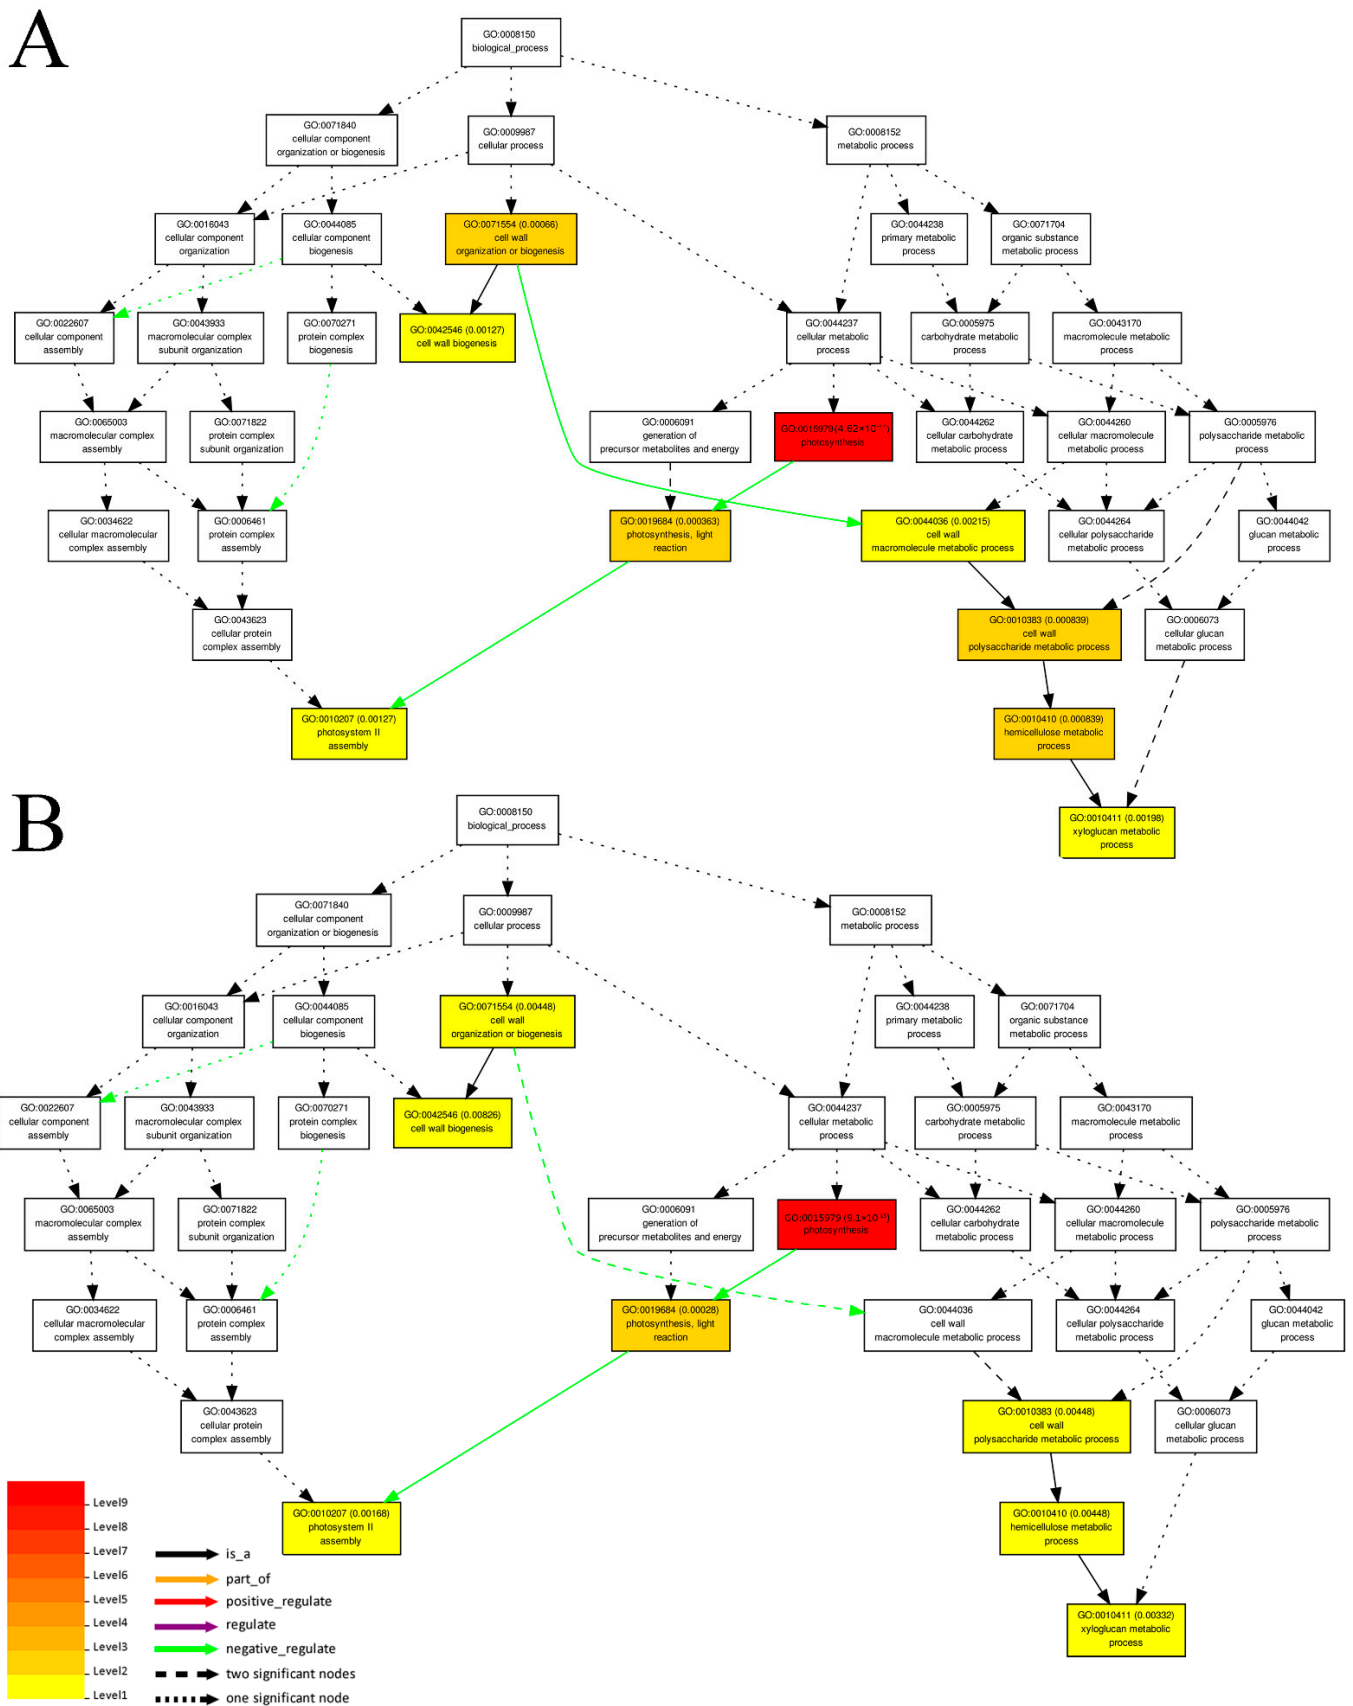 A
GO:0008150
biological_process
GO:0071840
cellular component
organization or biogenesis
GO:0009987
cellular process
GO:0008152
metabolic process
GO:0016043
cellular component
organization
GO:0044085
cellular component
biogenesis
GO:0071554 (0.00066)
cell wall
organization or biogenesis
GO:0044238
primary metabolic
process
GO:0071704
organic substance
metabolic process
GO:0022607
cellular component
assembly
GO:0043933
macromolecular complex
subunit organization
GO:0070271
protein complex
biogenesis
GO:0042546 (0.00127)
cell wall biogenesis
GO:0044237
cellular metabolic
process
GO:0005975
carbohydrate metabolic
process
GO:0043170
macromolecule metabolic
process
GO:0065003
macromolecular complex
assembly
GO:0071822
protein complex
subunit organization
GO:0006091
generation of
precursor metabolites and energy
photosynthesis
GO:0044262
cellular carbohydrate
metabolic process
GO:0044260
cellular macromolecule
metabolic process
GO:0005976
polysaccharide metabolic
process
GO:0034622
cellular macromolecular
complex assembly
GO:0006461
protein complex
assembly
GO:0019684 (0.000363)
photosynthesis, light
reaction
GO:0044036 (0.00215)
cell wall
macromolecule metabolic process
GO:0044264
cellular polysaccharide
metabolic process
GO:0044042
glucan metabolic
process
GO:0043623
cellular protein
complex assembly
GO:0010383 (0.000839)
cell wall
polysaccharide metabolic process
GO:0006073
cellular glucan
metabolic process
GO:0010207 (0.00127)
photosystem II
assembly
GO:0010410 (0.000839)
hemicellulose metabolic
process
GO:0010411 (0.00198)
xyloglucan metabolic
process
B
GO:0008150
biological_process
GO:0071840
cellular component
organization or biogenesis
GO:0009987
cellular process
GO:0008152
metabolic process
GO:0016043
cellular component
organization
GO:0044085
cellular component
biogenesis
GO:0071554 (0.00448)
cell wall
organization or biogenesis
GO:0044238
primary metabolic
process
GO:0071704
organic substance
metabolic process
GO:0022607
cellular component
assembly
GO:0043933
macromolecular complex
subunit organization
GO:0070271
protein complex
biogenesis
GO:0042546 (0.00826)
cell wall biogenesis
GO:0044237
cellular metabolic
process
GO:0005975
carbohydrate metabolic
process
GO:0043170
macromolecule metabolic
process
GO:0065003
macromolecular complex
assembly
GO:0071822
protein complex
subunit organization
GO:0006091
generation of
precursor metabolites and energy
photosynthesis
GO:0044262
cellular carbohydrate
metabolic process
GO:0044260
cellular macromolecule
metabolic process
GO:0005976
polysaccharide metabolic
process
GO:0034622
cellular macromolecular
complex assembly
GO:0006461
protein complex
assembly
GO:0019684 (0.00028)
photosynthesis, light
reaction
GO:0044036
cell wall
macromolecule metabolic process
GO:0044264
cellular polysaccharide
metabolic process
GO:0044042
glucan metabolic
process
GO:0043623
cellular protein
complex assembly
GO:0010383 (0.00448)
cell wall
polysaccharide metabolic process
GO:0006073
cellular glucan
metabolic process
GO:0010207 (0.00168)
photosystem II
assembly
GO:0010410 (0.00448)
hemicellulose metabolic
process
GO:0010411 (0.00332)
xyloglucan metabolic
process
Level9
Level8
Level7
Level6
Level5
Level4
Level3
Level2
Level1
is_a
part_of
positive_regulate
regulate
negative_regulate
two significant nodes
one significant node